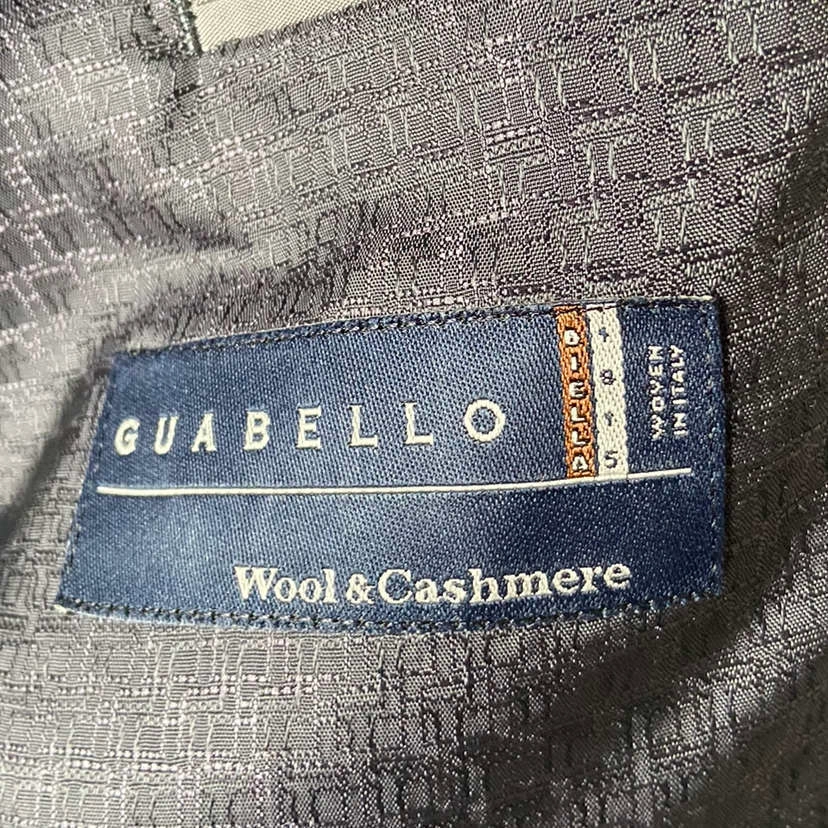 GUABELLO
BIELLA
1815
WOVEN
IN ITALY
Wool & Cashmere